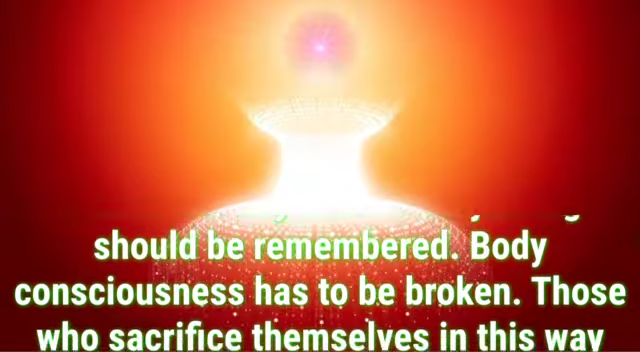 should be remembered. Body
consciousness has to be broken. Those
who sacrifice themselves in this way